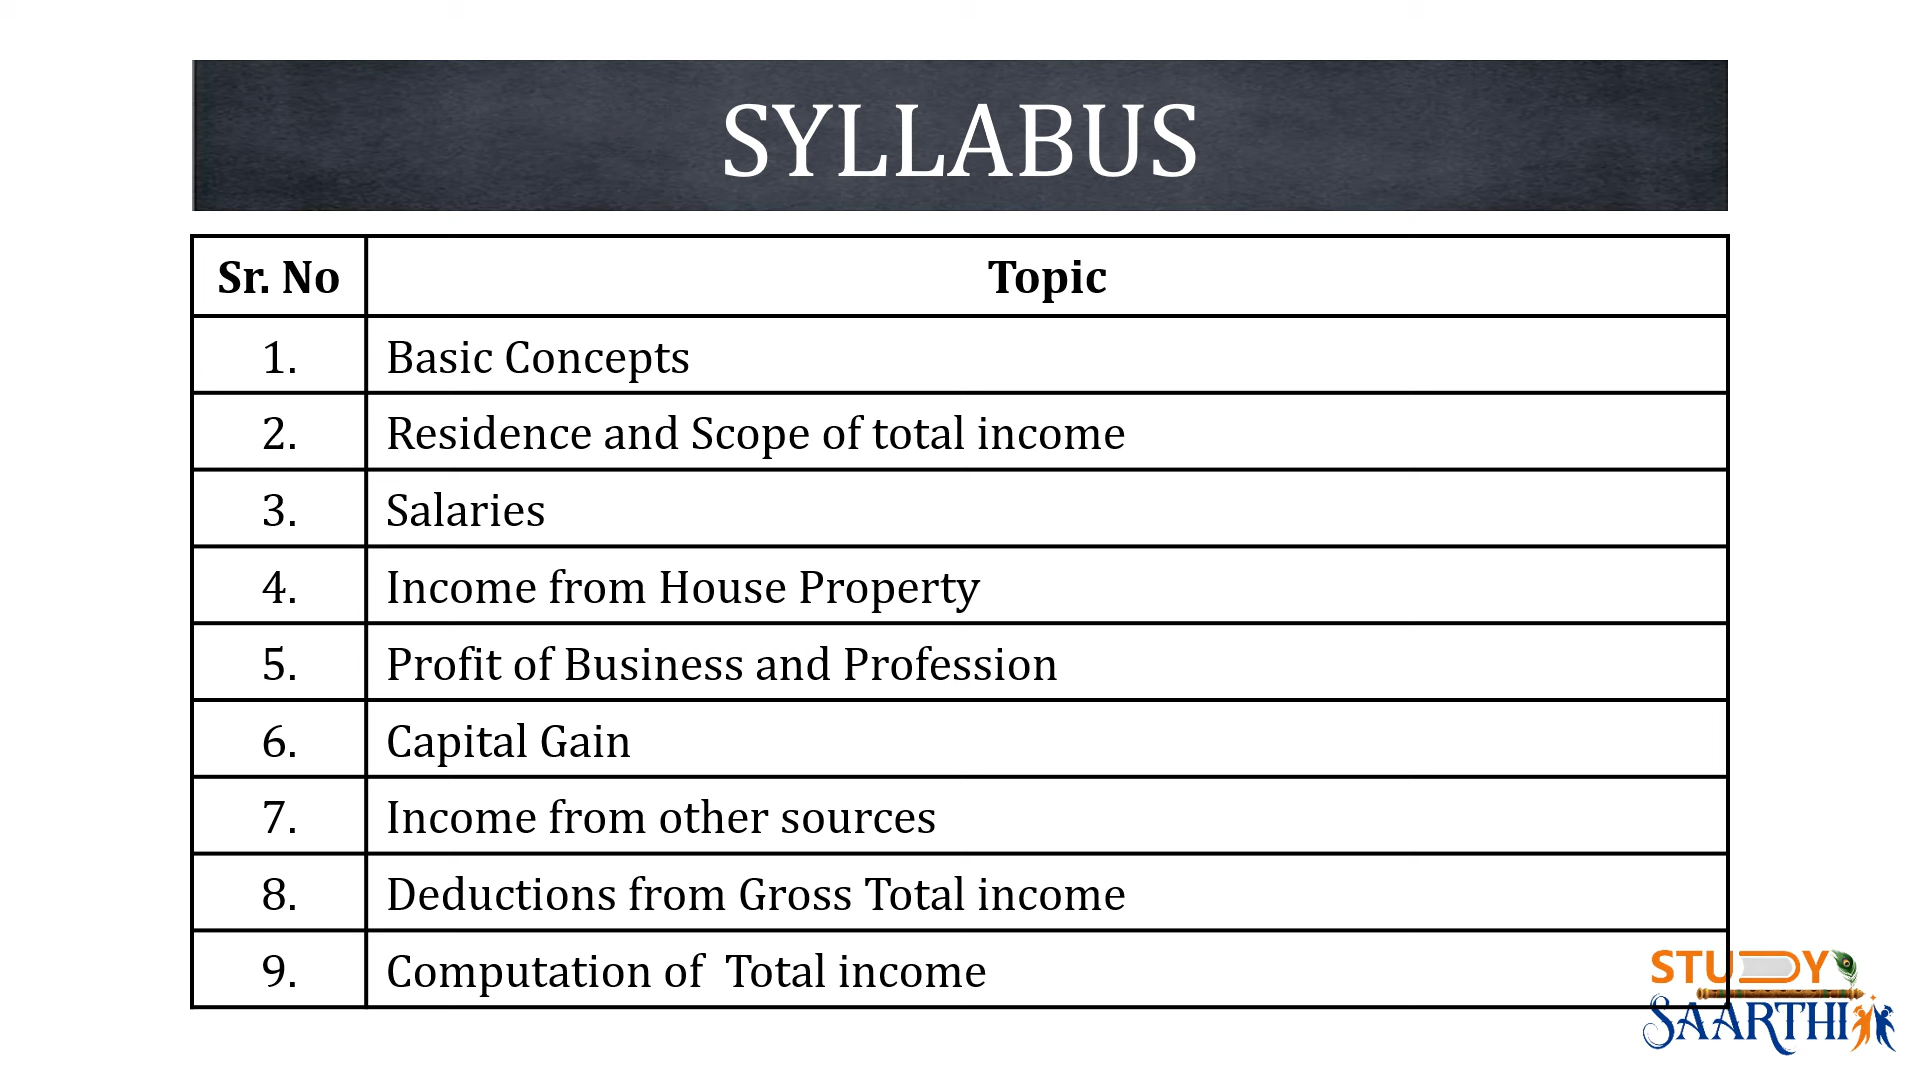 SYLLABUS
Sr. No Topic
1. Basic Concepts
2. Residence and Scope of total income
3. Salaries
4. Income from House Property
5. Profit of Business and Profession
6. Capital Gain
7. Income from other sources
8. Deductions from Gross Total income
9. Computation of Total income
STUDY
SAARTHI